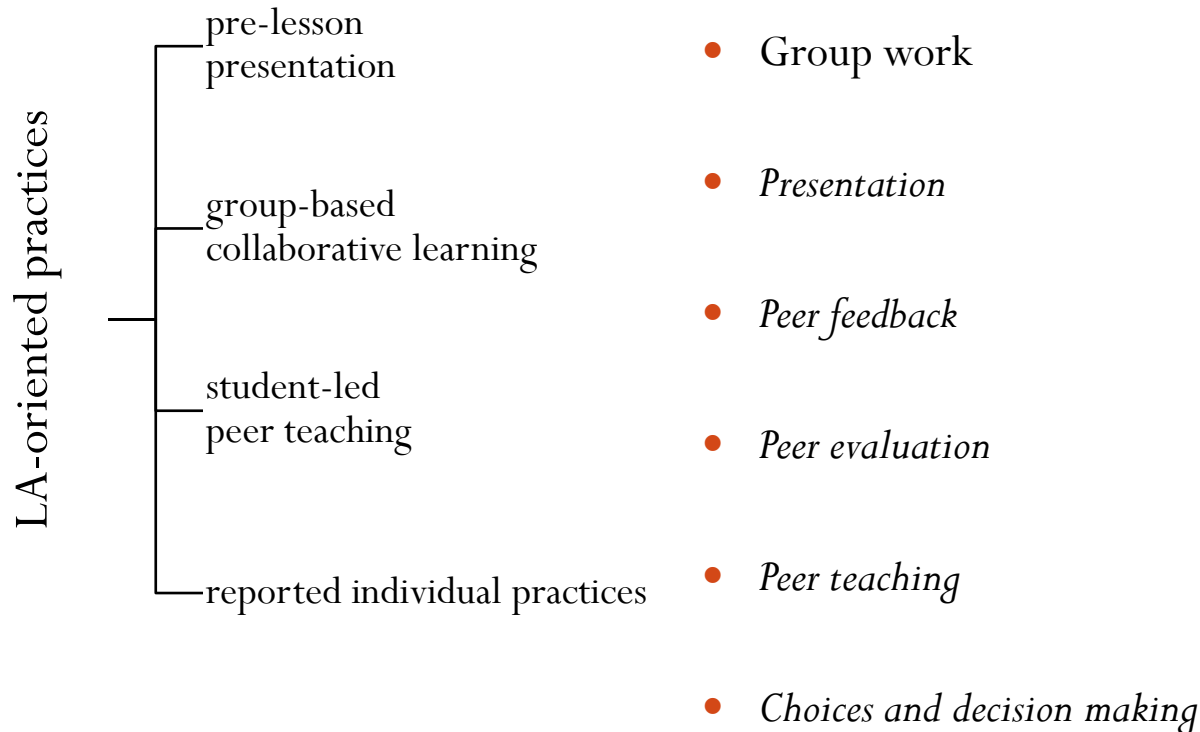 LA-oriented practices
pre-lesson
presentation
group-based
collaborative learning
student-led
peer teaching
reported individual practices
• Group work
• Presentation
• Peer feedback
• Peer evaluation
• Peer teaching
• Choices and decision making